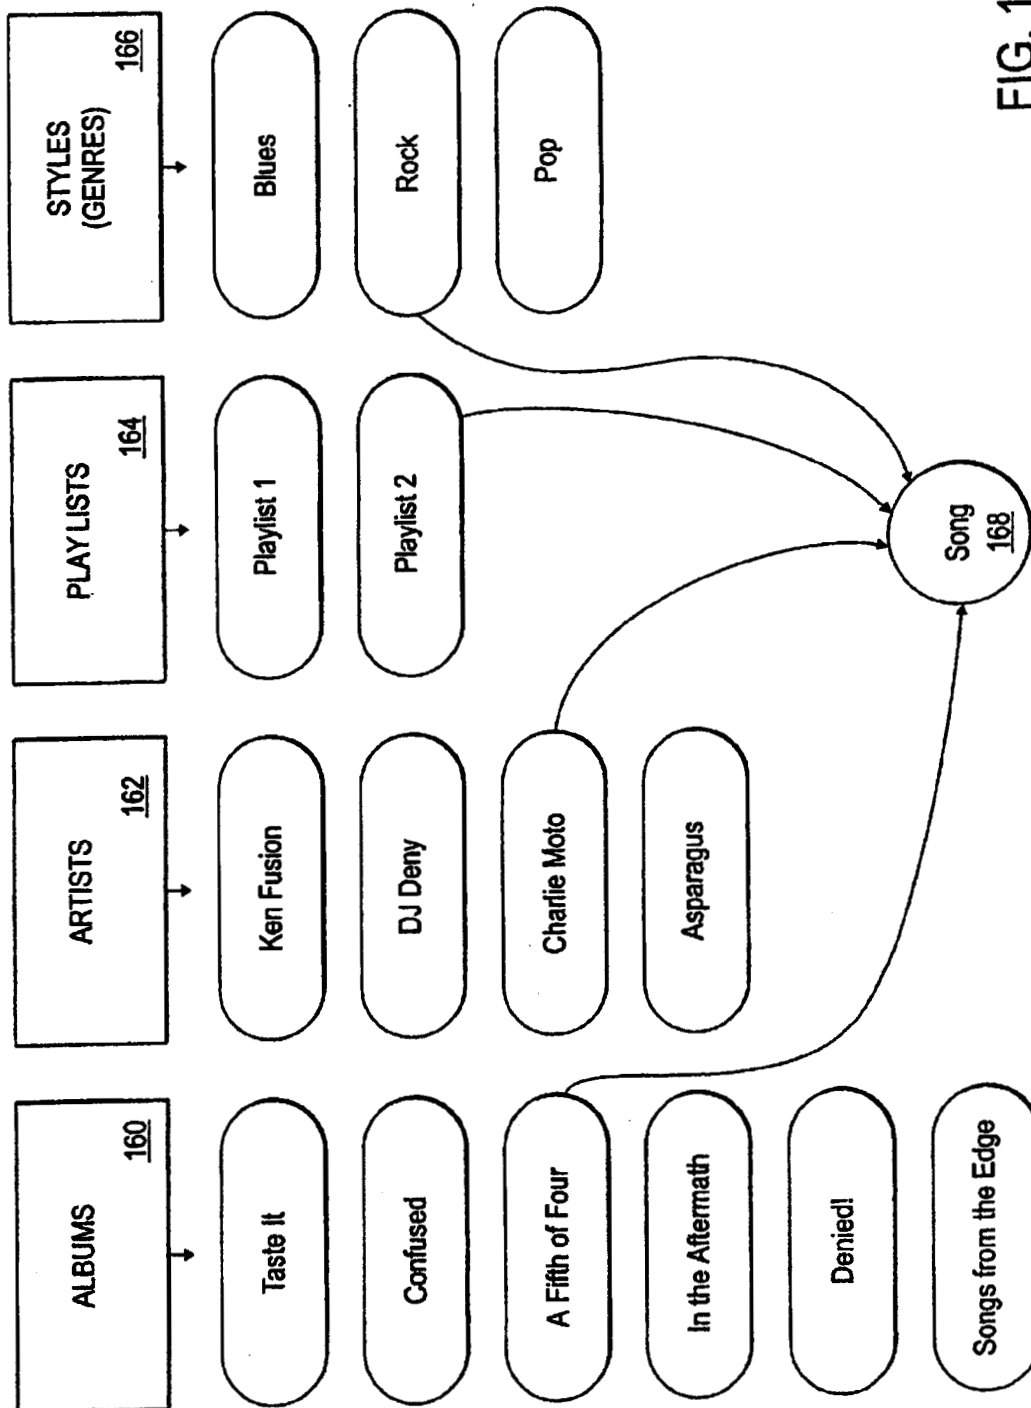 ALBUMS
160
Taste It
Confused
A Fifth of Four
In the Aftermath
Denied!
Songs from the Edge
ARTISTS
162
Ken Fusion
DJ Deny
Charlie Moto
Asparagus
PLAYLISTS
164
Playlist 1
Playlist 2
STYLES
(GENRES)
166
Blues
Rock
Pop
Song
168
FIG. 1